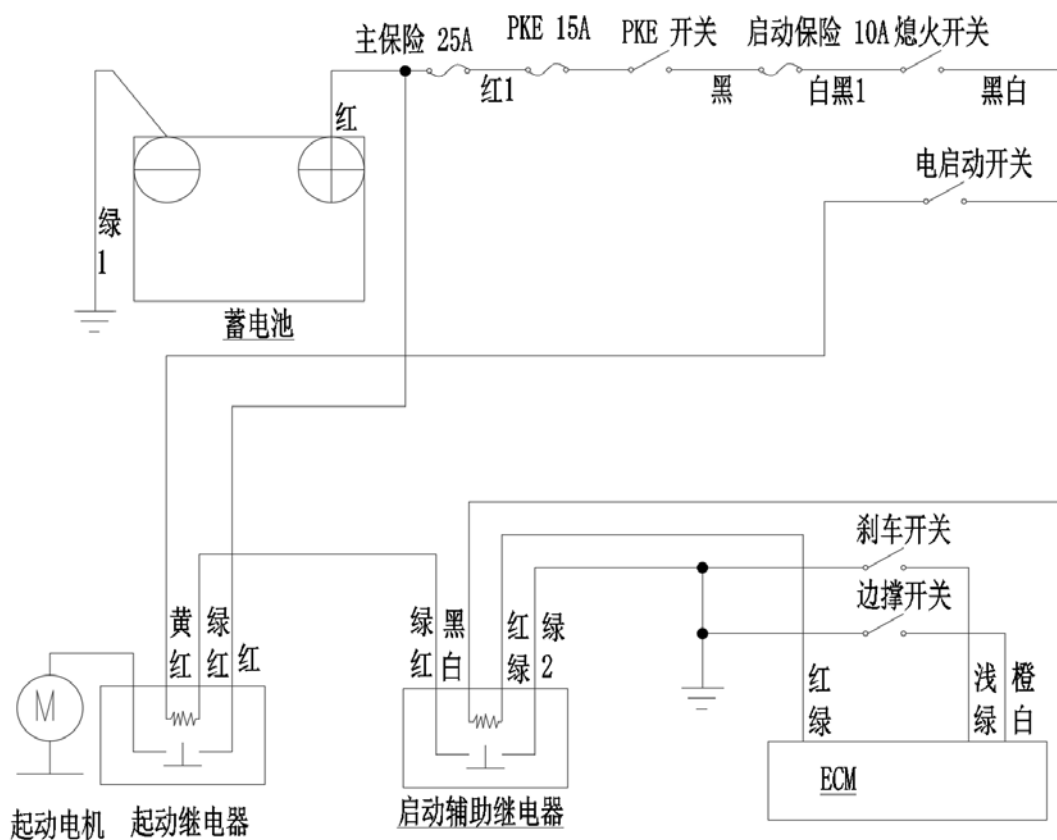 主保险 25A
PKE 15A
PKE 开关
启动保险 10A
熄火开关
红
红1
黑
白黑1
黑白
电启动开关
绿1
蓄电池
刹车开关
边撑开关
黄红
绿红
红
绿红
黑白
红绿
绿2
红绿
浅绿
橙白
M
ECM
起动电机
起动继电器
启动辅助继电器